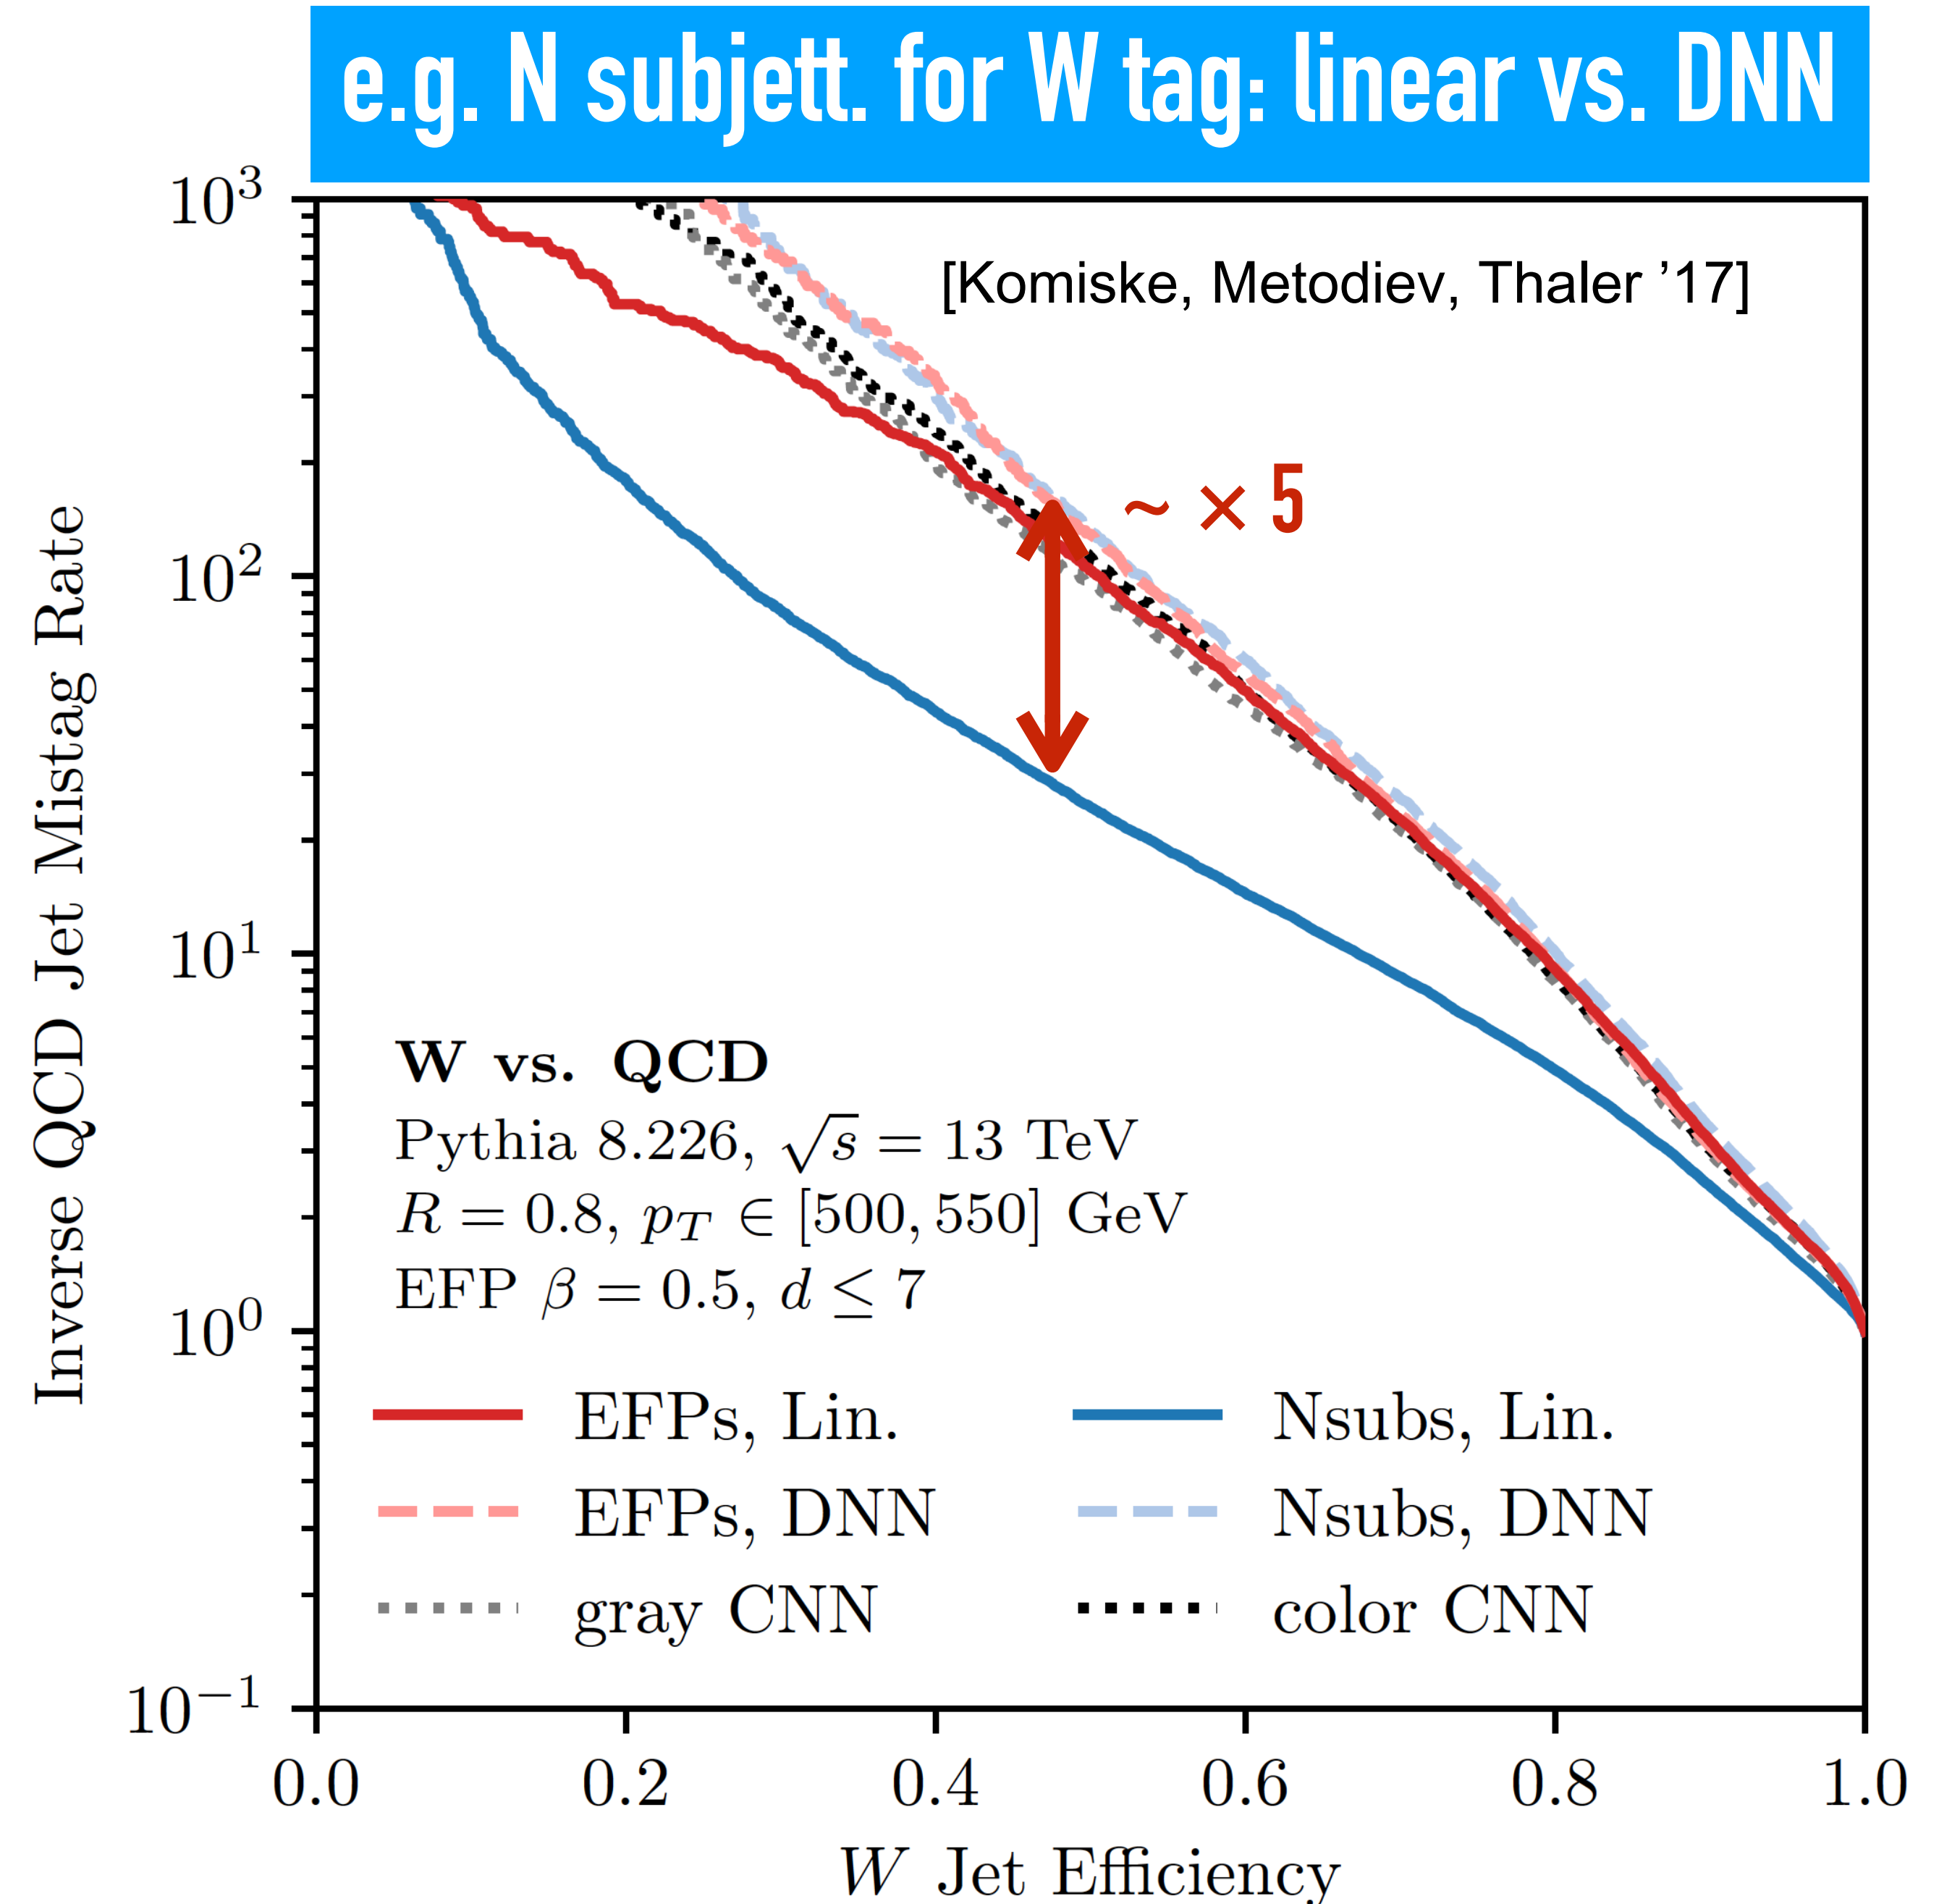 e.g. N subjett. for W tag: linear vs. DNN
10³
[Komiske, Metodiev, Thaler ’17]
~ × 5
10²
Inverse QCD Jet Mistag Rate
10¹
W vs. QCD
Pythia 8.226, √s = 13 TeV
R = 0.8, p_T ∈ [500, 550] GeV
EFP β = 0.5, d ≤ 7
10⁰
EFPs, Lin.
Nsubs, Lin.
EFPs, DNN
Nsubs, DNN
gray CNN
color CNN
10⁻¹
0.0 0.2 0.4 0.6 0.8 1.0
W Jet Efficiency